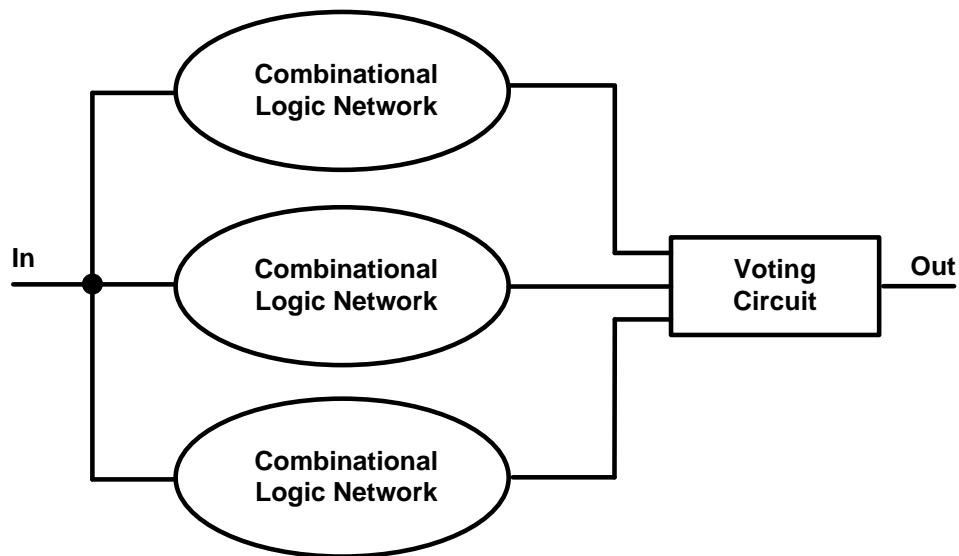 Combinational
Logic Network
In
Combinational
Logic Network
Voting
Circuit
Out
Combinational
Logic Network